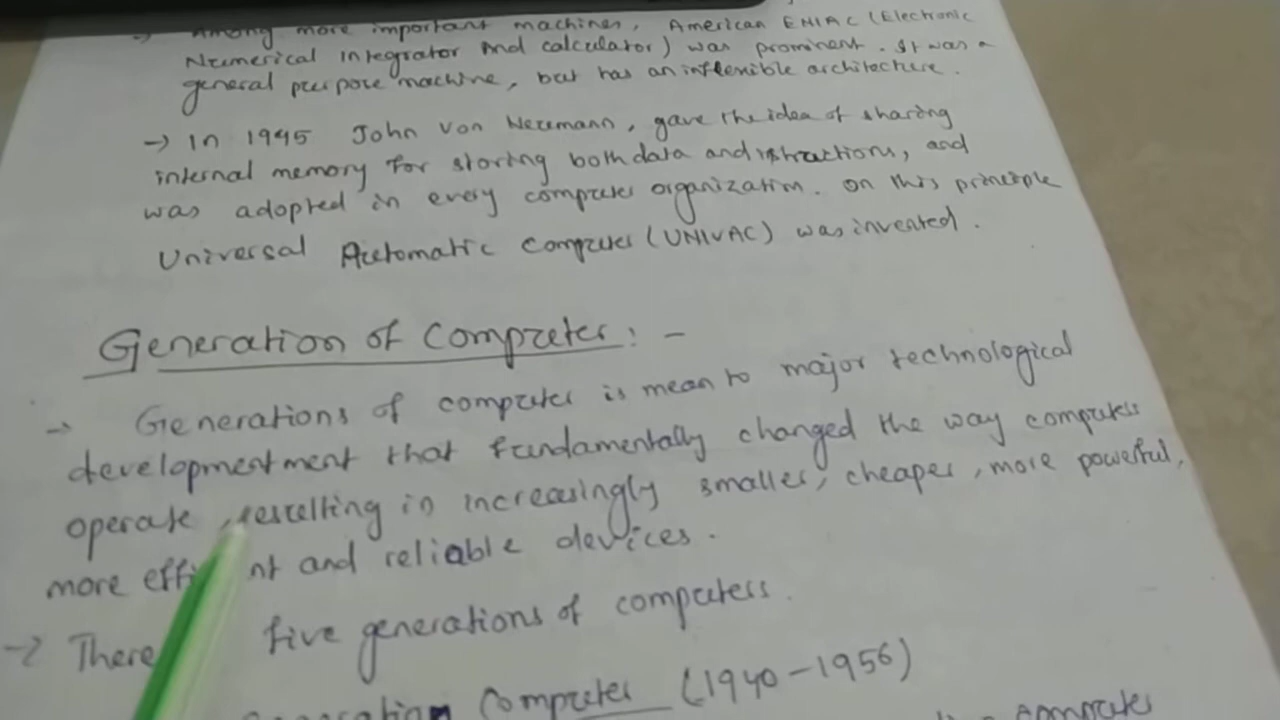 → Among more important machines, American ENIAC (Electronic
Numerical Integrator And calculator) was prominent. It was a
general purpose machine, but has an inflexible architecture.
→ In 1945 John Von Neumann, gave the idea of sharing
internal memory for storing both data and instractions, and
was adopted in every computer organization. On this principle
Universal Automatic Computer (UNIVAC) was invented.
Generation of Computer: -
→ Generations of computer is mean to major technological
developmentment that fundamentally changed the way computers
operate, resulting in increasingly smaller, cheaper, more powerful,
more nt and reliable devices.
→ There five generations of computers.
Computer (1940-1956)
computer